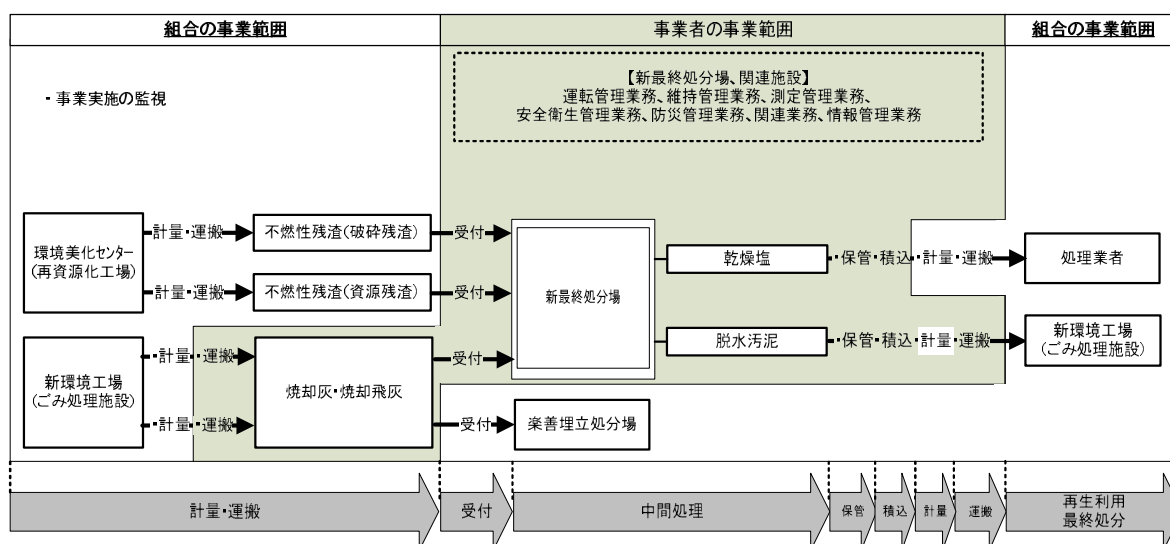 組合の事業範囲
事業者の事業範囲
組合の事業範囲
・事業実施の監視
【新最終処分場、関連施設】
運転管理業務、維持管理業務、測定管理業務、
安全衛生管理業務、防災管理業務、関連業務、情報管理業務
環境美化センター
(再資源化工場)
計量・運搬
不燃性残渣(破砕残渣)
受付
計量・運搬
不燃性残渣(資源残渣)
受付
新最終処分場
乾燥塩
保管・積込・計量・運搬
処理業者
脱水汚泥
保管・積込・計量・運搬
新環境工場
(ごみ処理施設)
新環境工場
(ごみ処理施設)
計量・運搬
計量・運搬
焼却灰・焼却飛灰
受付
受付
楽善埋立処分場
計量・運搬
受付
中間処理
保管
積込
計量
運搬
再生利用
最終処分